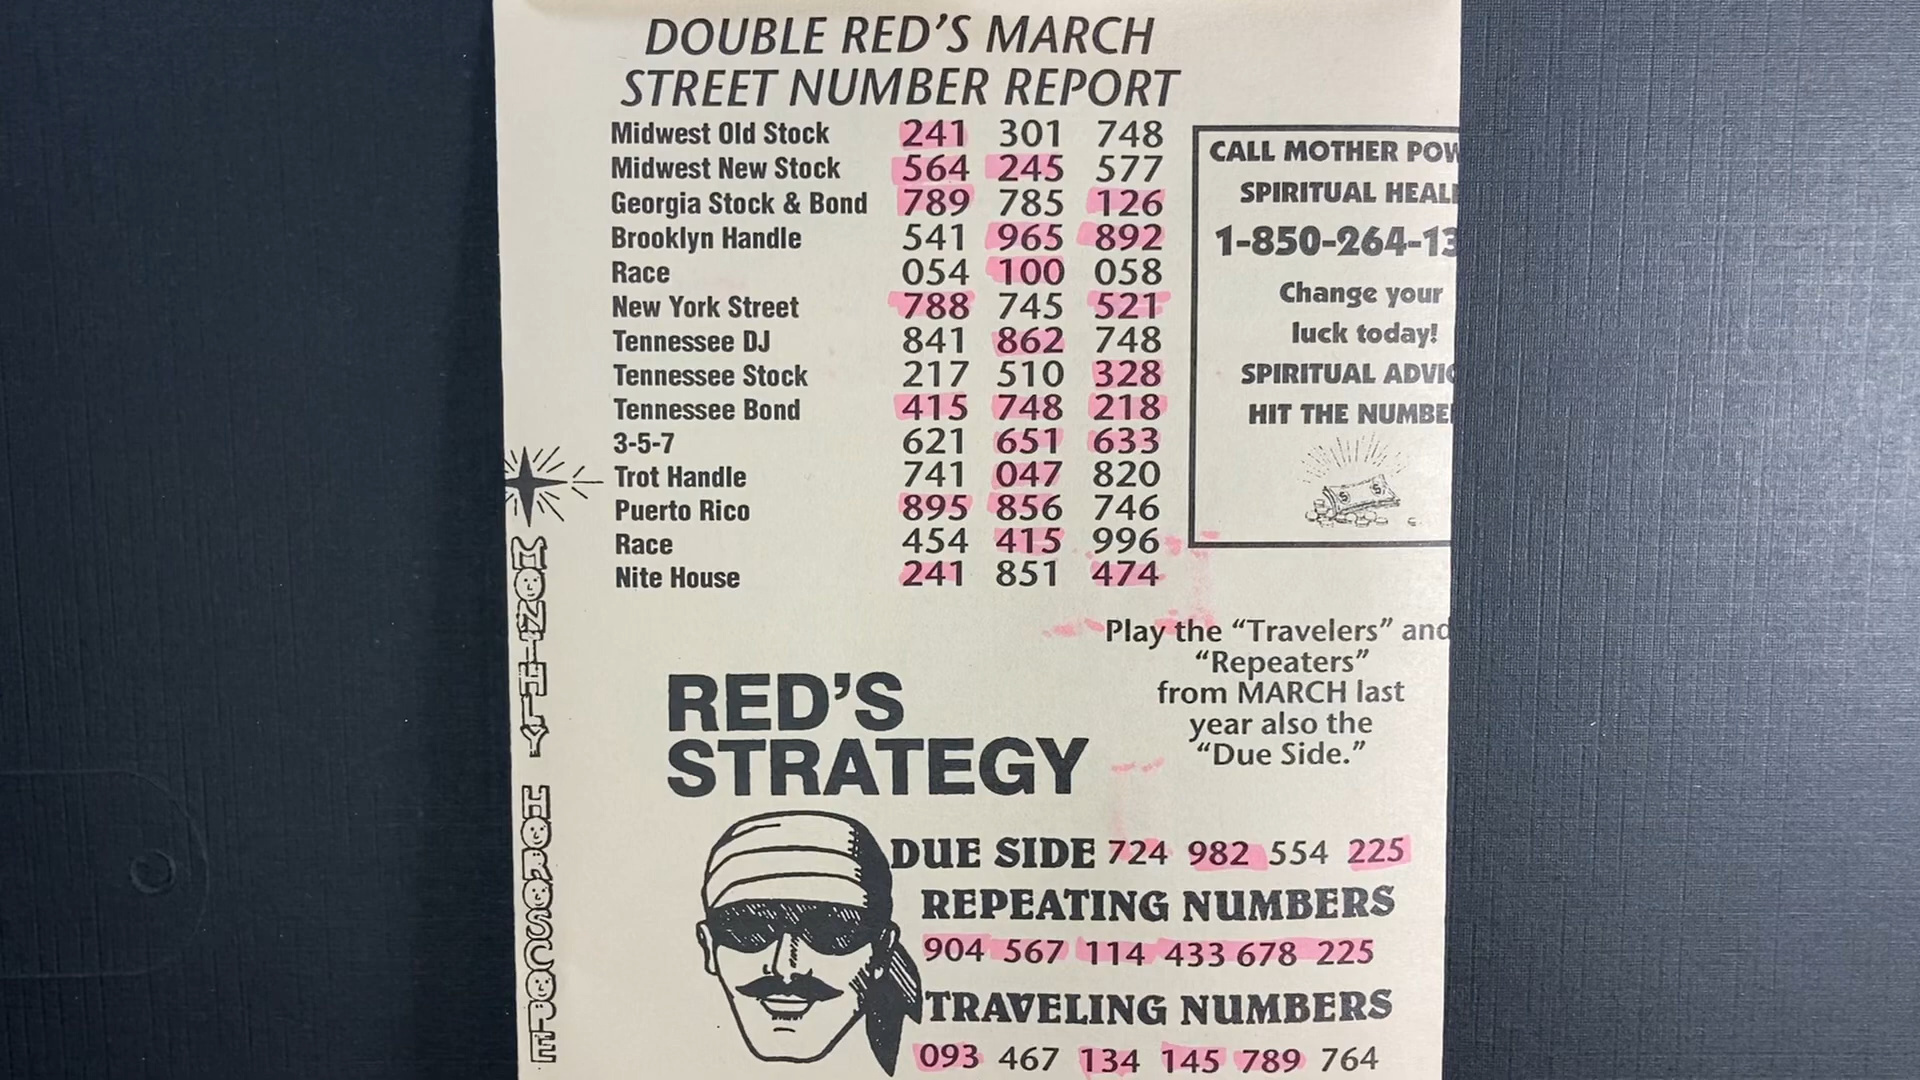 DOUBLE RED'S MARCH
STREET NUMBER REPORT
Midwest Old Stock 241 301 748
Midwest New Stock 564 245 577
Georgia Stock & Bond 789 785 126
Brooklyn Handle 541 965 892
Race 054 100 058
New York Street 788 745 521
Tennessee DJ 841 862 748
Tennessee Stock 217 510 328
Tennessee Bond 415 748 218
3-5-7 621 651 633
Trot Handle 741 047 820
Puerto Rico 895 856 746
Race 454 415 996
Nite House 241 851 474
CALL MOTHER
SPIRITUAL
1-850-264-13
Change your
luck today!
SPIRITUAL
HIT THE
MONTHLY HOROSCOPE
Play the "Travelers" and
"Repeaters"
from MARCH last
year also the
"Due Side."
RED'S
STRATEGY
DUE SIDE 724 982 554 225
REPEATING NUMBERS
904 567 114 433 678 225
TRAVELING NUMBERS
093 467 134 145 789 764